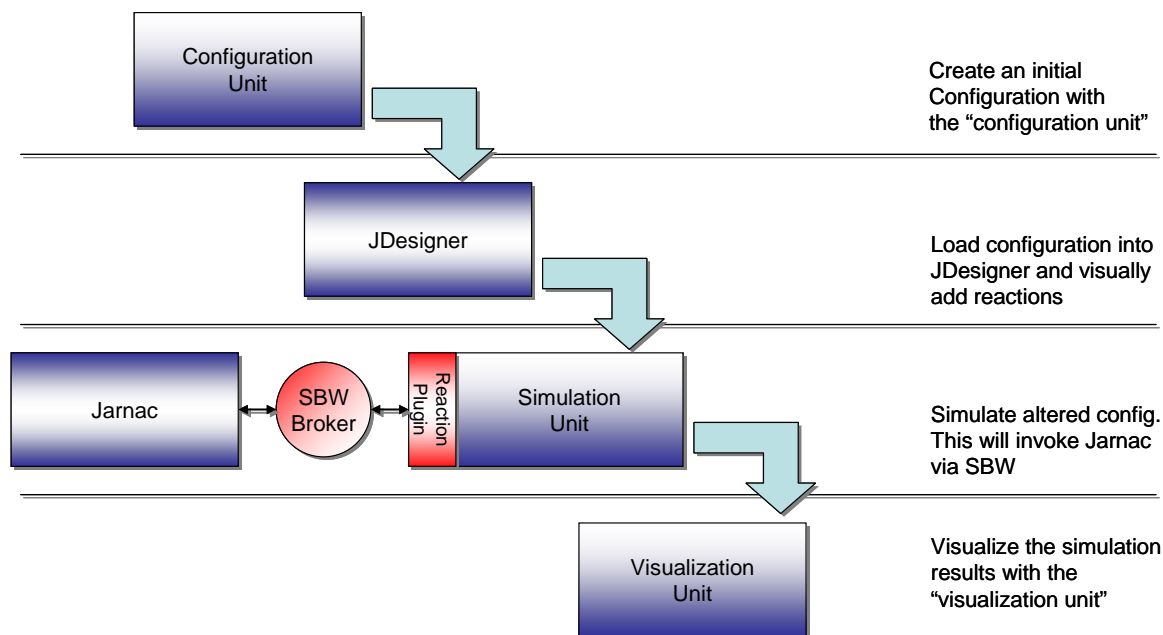 Configuration
Unit
Create an initial
Configuration with
the “configuration unit”
JDesigner
Load configuration into
JDesigner and visually
add reactions
Jarnac
SBW
Broker
Reaction
Plugin
Simulation
Unit
Simulate altered config.
This will invoke Jarnac
via SBW
Visualization
Unit
Visualize the simulation
results with the
“visualization unit”